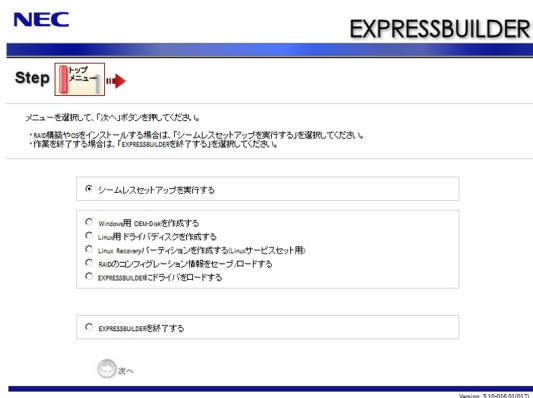 NEC
EXPRESSBUILDER
Step
トップ
メニュー
メニューを選択して、「次へ」ボタンを押してください。
・RAID構築やOSをインストールする場合は、「シームレスセットアップを実行する」を選択してください。
・作業を終了する場合は、「EXPRESSBUILDERを終了する」を選択してください。
シームレスセットアップを実行する
Windows用 OEM-Diskを作成する
Linux用 ドライバディスクを作成する
Linux Recoveryパーティションを作成する(Linuxサービスセット用)
RAIDのコンフィグレーション情報をセーブ/ロードする
EXPRESSBUILDERにドライバをロードする
EXPRESSBUILDERを終了する
次へ
Version 5.10-016.01(017)